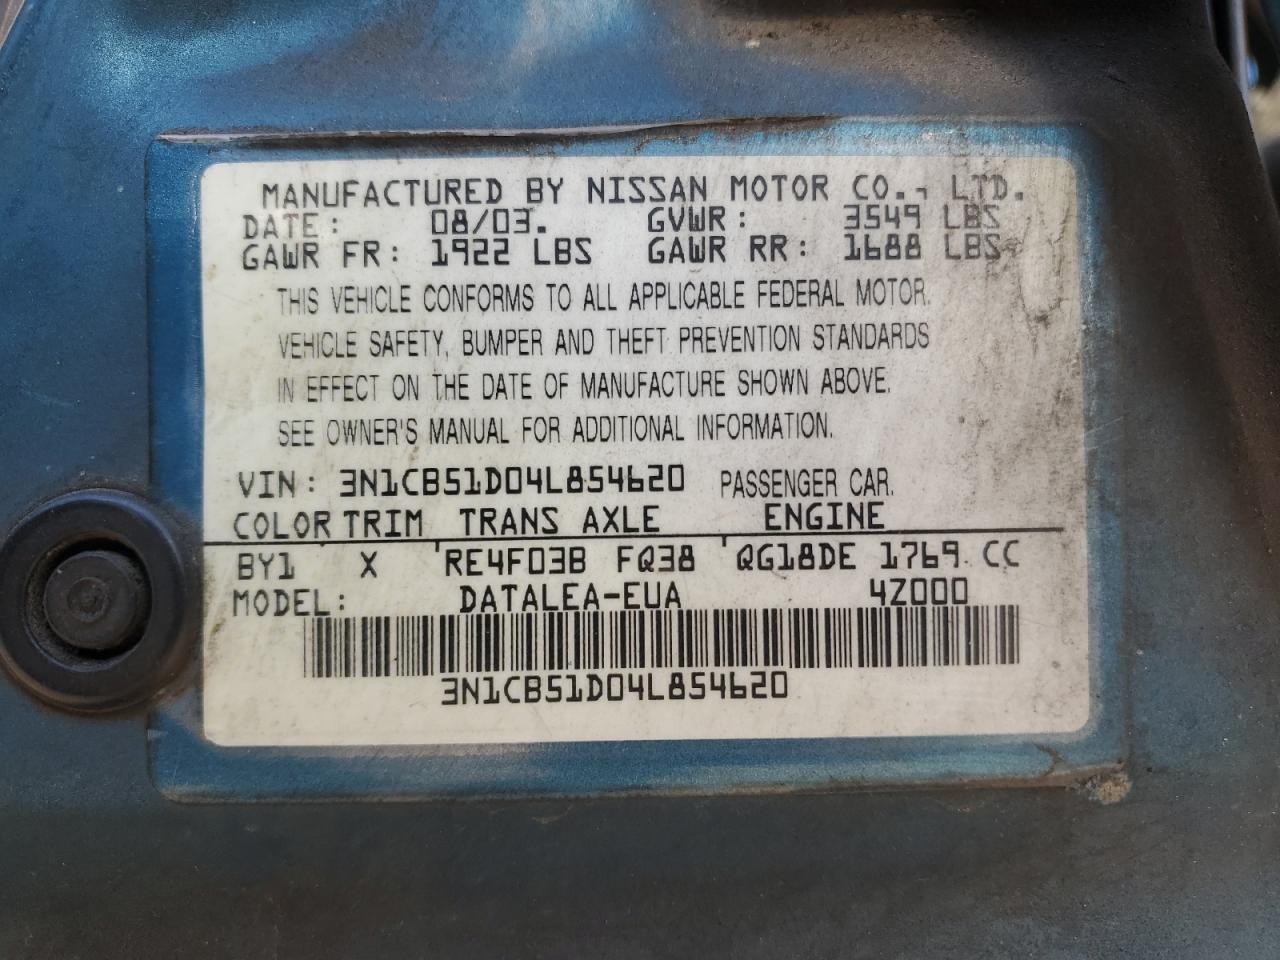 MANUFACTURED BY NISSAN MOTOR CO., LTD.
DATE: 08/03. GVWR: 3549 LBS
GAWR FR: 1922 LBS GAWR RR: 1688 LBS
THIS VEHICLE CONFORMS TO ALL APPLICABLE FEDERAL MOTOR.
VEHICLE SAFETY, BUMPER AND THEFT PREVENTION STANDARDS
IN EFFECT ON THE DATE OF MANUFACTURE SHOWN ABOVE.
SEE OWNER'S MANUAL FOR ADDITIONAL INFORMATION.
VIN: 3N1CB51D04L854620 PASSENGER CAR.
COLOR TRIM TRANS AXLE ENGINE
BY1 X RE4F03B FQ38 QG18DE 1769 CC
MODEL: DATALEA-EUA 4Z000
3N1CB51D04L854620